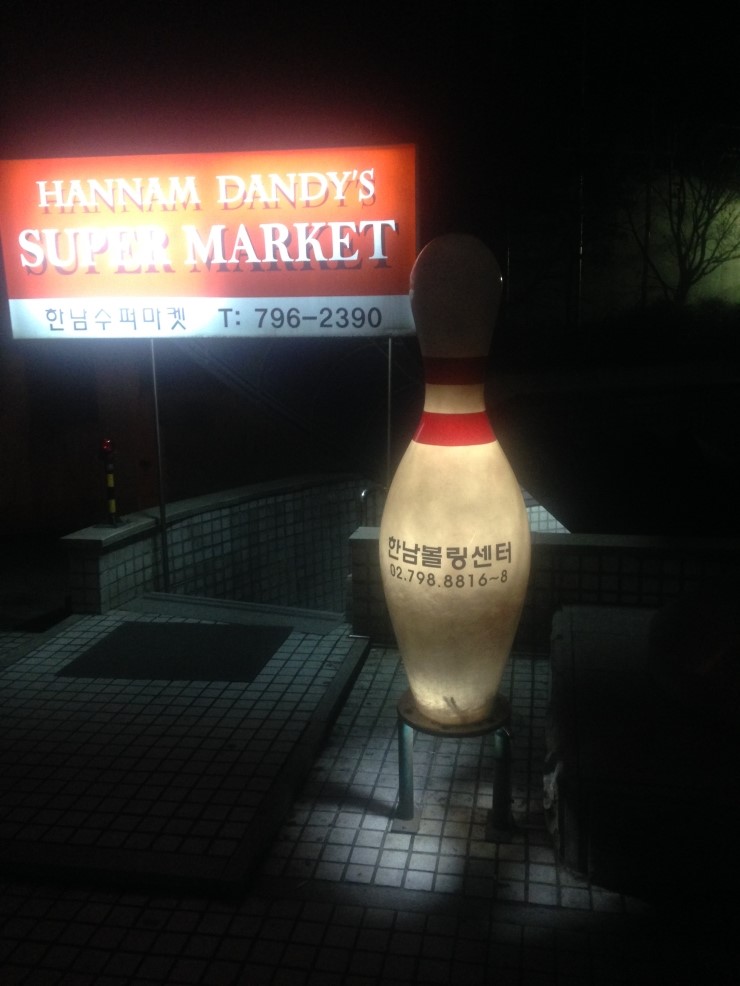 HANNAM DANDY'S
SUPER MARKET
한남수퍼마켓 T: 796-2390
한남볼링센터
02.798.8816~8